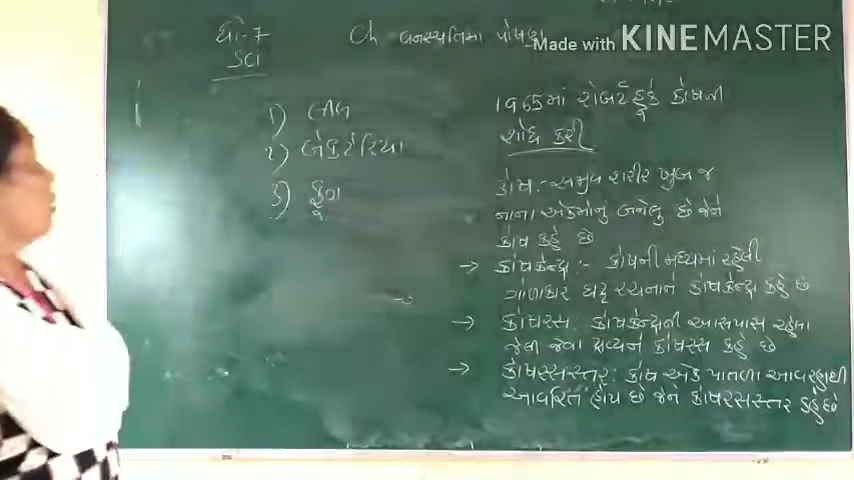 ધો-7
Sci
Ch વનસ્પતિમા પોષણ
Made with KINEMASTER
1) લીલ
2) બેક્ટેરિયા
3) ફુગ
1965માં રોબર્ટ હૂકે કોષની
શોધ કરી
કોષ :- સજીવ શરીર ખુબ જ
નાના એકમોનું બનેલુ છે જેને
કોષ કહે છે
→ કોષકેન્દ્ર :- કોષની મધ્યમાં રહેલી
ગોળાકાર ઘટ્ટ રચનાને કોષકેન્દ્ર કહે છે
→ કોષરસ : કોષકેન્દ્રની આસપાસ રહેલા
જેલી જેવા દ્રવ્યને કોષરસ કહે છે
→ કોષરસસ્તર : કોષ એક પાતળા આવરણથી
આવરિત હોય છે જેને કોષરસસ્તર કહે છે